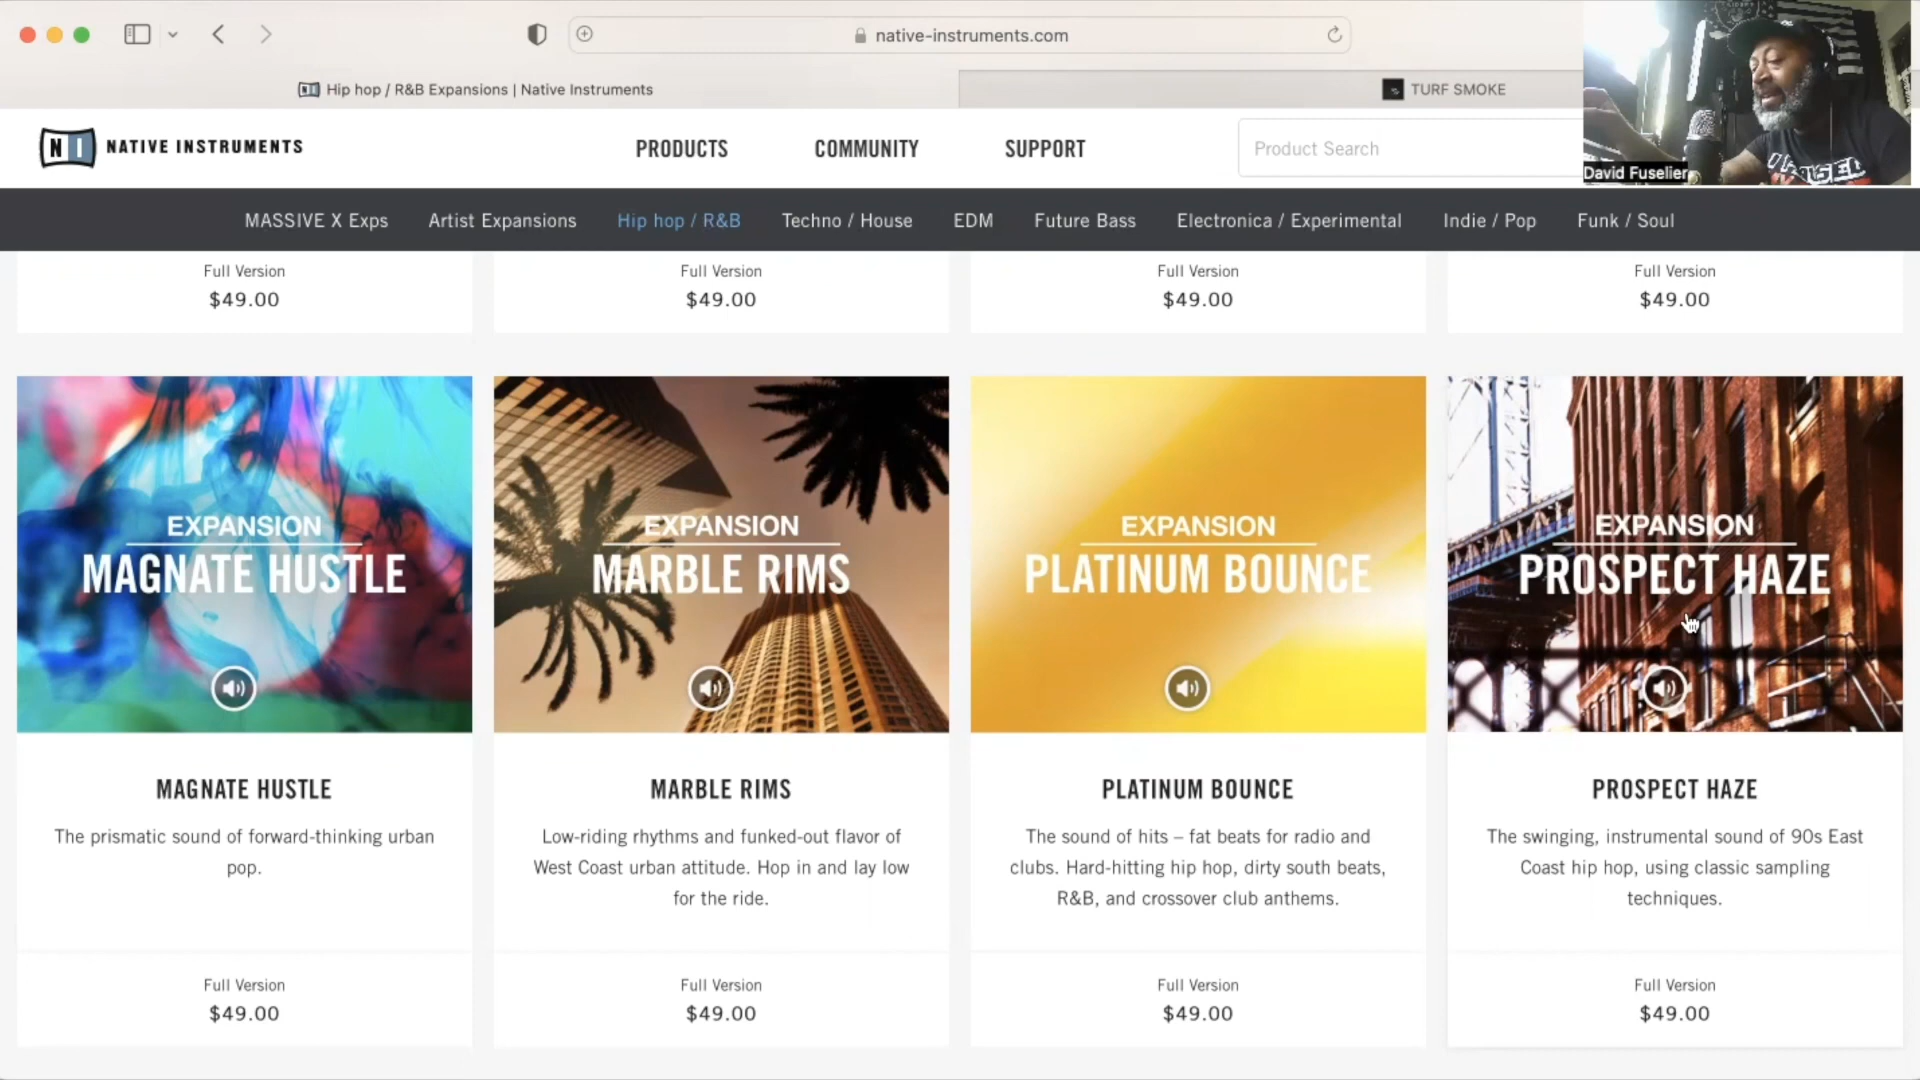 native-instruments.com
Hip hop / R&B Expansions | Native Instruments
TURF SMOKE
NI NATIVE INSTRUMENTS
PRODUCTS
COMMUNITY
SUPPORT
Product Search
David Fuselier
MASSIVE X Exps
Artist Expansions
Hip hop / R&B
Techno / House
EDM
Future Bass
Electronica / Experimental
Indie / Pop
Funk / Soul
Full Version
$49.00
Full Version
$49.00
Full Version
$49.00
Full Version
$49.00
EXPANSION
MAGNATE HUSTLE
MAGNATE HUSTLE
The prismatic sound of forward-thinking urban
pop.
Full Version
$49.00
EXPANSION
MARBLE RIMS
MARBLE RIMS
Low-riding rhythms and funked-out flavor of
West Coast urban attitude. Hop in and lay low
for the ride.
Full Version
$49.00
EXPANSION
PLATINUM BOUNCE
PLATINUM BOUNCE
The sound of hits – fat beats for radio and
clubs. Hard-hitting hip hop, dirty south beats,
R&B, and crossover club anthems.
Full Version
$49.00
EXPANSION
PROSPECT HAZE
PROSPECT HAZE
The swinging, instrumental sound of 90s East
Coast hip hop, using classic sampling
techniques.
Full Version
$49.00